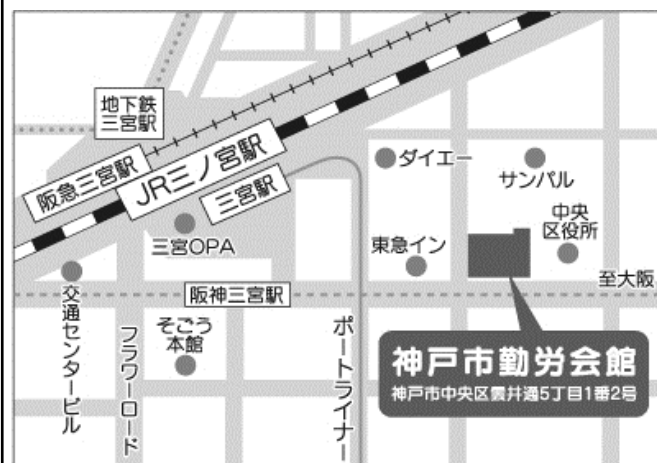 地下鉄
三宮駅
阪急三宮駅
JR三ノ宮駅
三宮駅
ダイエー
サンパル
三宮OPA
東急イン
中央
区役所
至大阪
阪神三宮駅
交通センタービル
フラワーロード
そごう
本館
ポートライナー
神戸市勤労会館
神戸市中央区雲井通5丁目1番2号